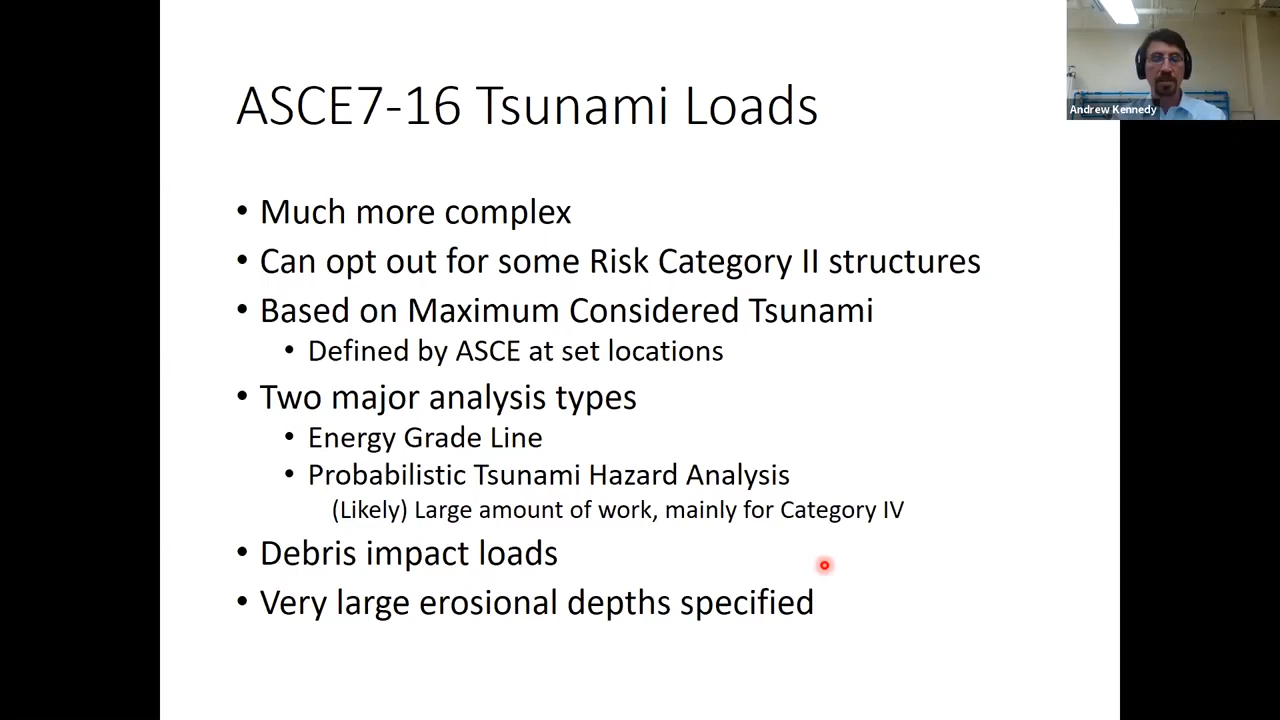 ASCE7-16 Tsunami Loads
Andrew Kennedy
• Much more complex
• Can opt out for some Risk Category II structures
• Based on Maximum Considered Tsunami
• Defined by ASCE at set locations
• Two major analysis types
• Energy Grade Line
• Probabilistic Tsunami Hazard Analysis
(Likely) Large amount of work, mainly for Category IV
• Debris impact loads
• Very large erosional depths specified